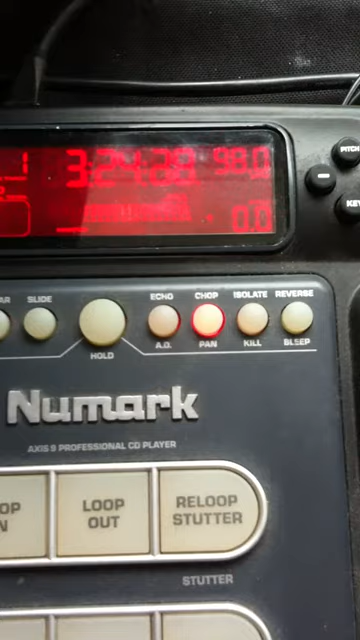 PITCH
3:24:28 98.0
0.0
KEY
AR SLIDE ECHO CHOP ISOLATE REVERSE
HOLD A.D. PAN KILL BLEEP
Numark
AXIS 9 PROFESSIONAL CD PLAYER
OP LOOP RELOOP
N OUT STUTTER
STUTTER